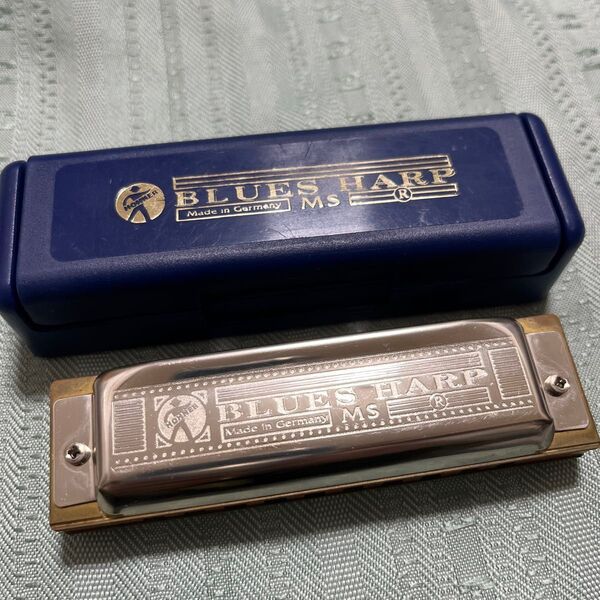 HOHNER
BLUES HARP
Made in Germany MS ®
HOHNER
BLUES HARP
Made in Germany MS ®